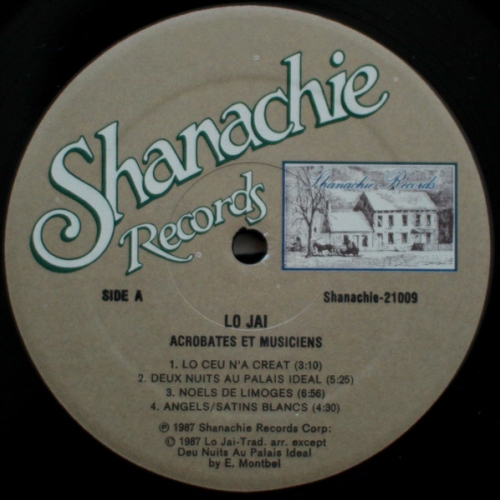 Shanachie
Records
Shanachie Records
SIDE A
Shanachie-21009
LO JAI
ACROBATES ET MUSICIENS
1. LO CEU N'A CREAT (3:10)
2. DEUX NUITS AU PALAIS IDEAL (5:25)
3. NOELS DE LIMOGES (6:56)
4. ANGELS/SATINS BLANCS (4:30)
℗ 1987 Shanachie Records Corp:
© 1987 Lo Jai-Trad. arr. except
Deu Nuits Au Palais Ideal
by E. Montbel